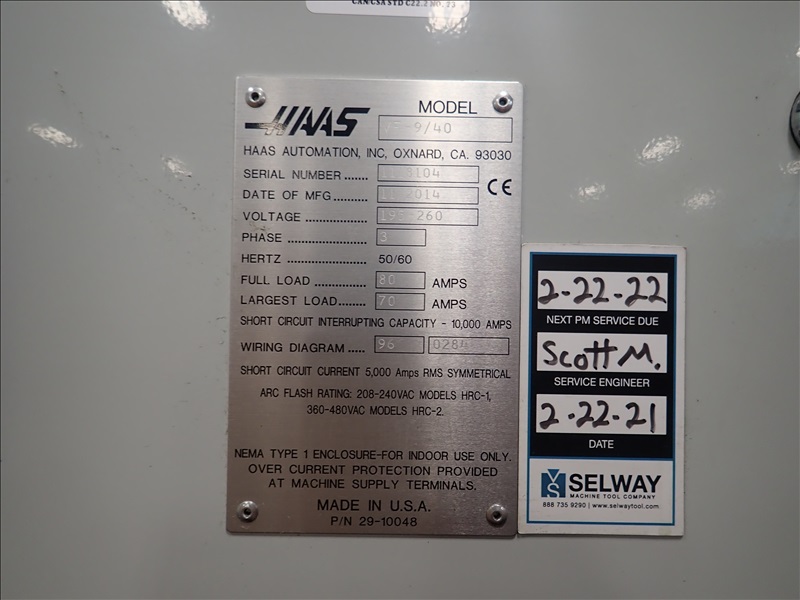 CAN/CSA STD C22.2 NO. 73
HAAS
MODEL
9/40
HAAS AUTOMATION, INC, OXNARD, CA. 93030
SERIAL NUMBER .......
CE
DATE OF MFG..........
VOLTAGE ................
PHASE ....................
3
HERTZ .................... 50/60
FULL LOAD .............. 80 AMPS
LARGEST LOAD....... 70 AMPS
SHORT CIRCUIT INTERRUPTING CAPACITY - 10,000 AMPS
WIRING DIAGRAM ..... 96
SHORT CIRCUIT CURRENT 5,000 Amps RMS SYMMETRICAL
ARC FLASH RATING: 208-240VAC MODELS HRC-1,
360-480VAC MODELS HRC-2.
NEMA TYPE 1 ENCLOSURE-FOR INDOOR USE ONLY.
OVER CURRENT PROTECTION PROVIDED
AT MACHINE SUPPLY TERMINALS.
MADE IN U.S.A.
P/N 29-10048
2-22-22
NEXT PM SERVICE DUE
Scott M.
SERVICE ENGINEER
2-22-21
DATE
SELWAY
MACHINE TOOL COMPANY
888 735 9290 | www.selwaytool.com